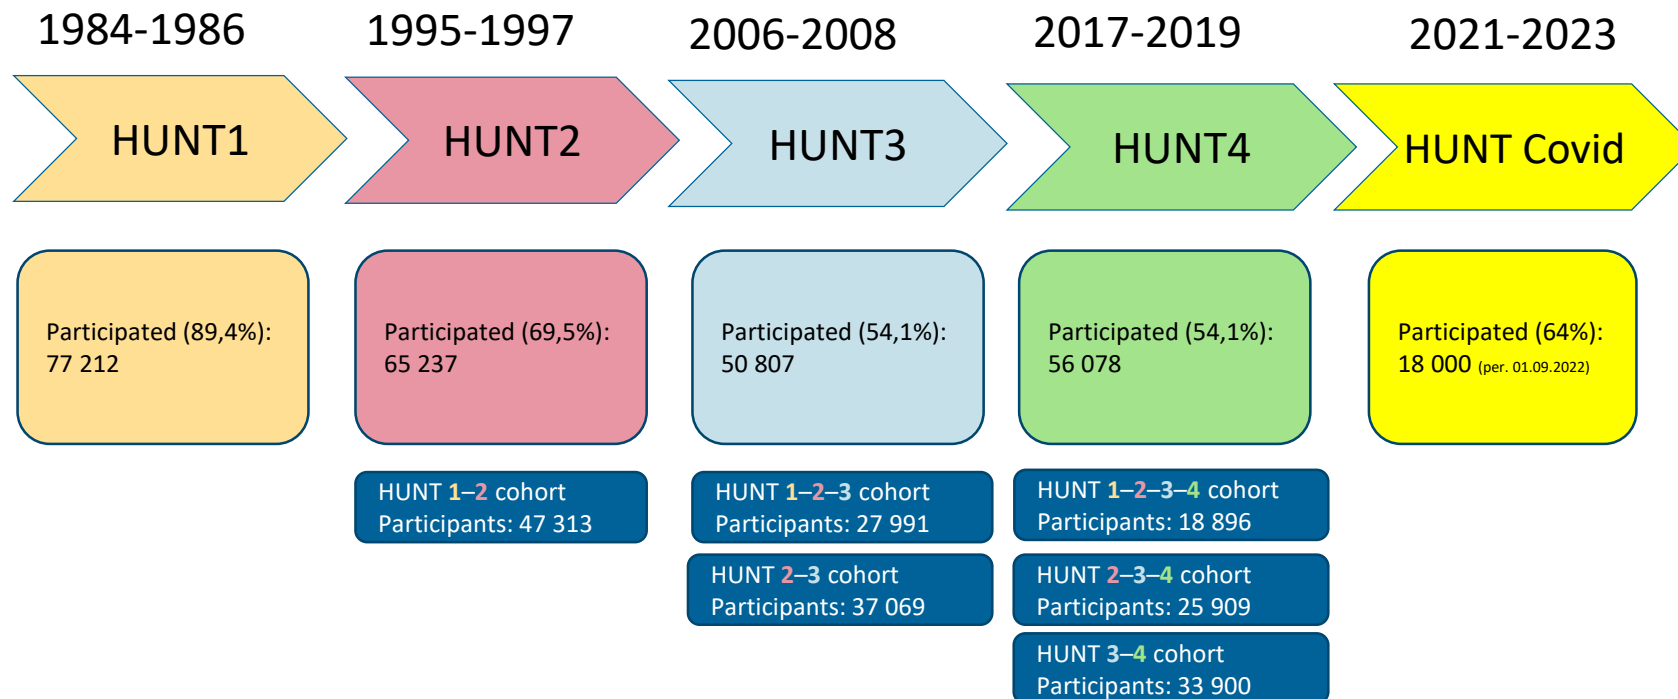 1984-1986
1995-1997
2006-2008
2017-2019
2021-2023
HUNT1
HUNT2
HUNT3
HUNT4
HUNT Covid
Participated (89,4%):
77 212
Participated (69,5%):
65 237
Participated (54,1%):
50 807
Participated (54,1%):
56 078
Participated (64%):
18 000 (per. 01.09.2022)
HUNT 1–2 cohort
Participants: 47 313
HUNT 1–2–3 cohort
Participants: 27 991
HUNT 2–3 cohort
Participants: 37 069
HUNT 1–2–3–4 cohort
Participants: 18 896
HUNT 2–3–4 cohort
Participants: 25 909
HUNT 3–4 cohort
Participants: 33 900